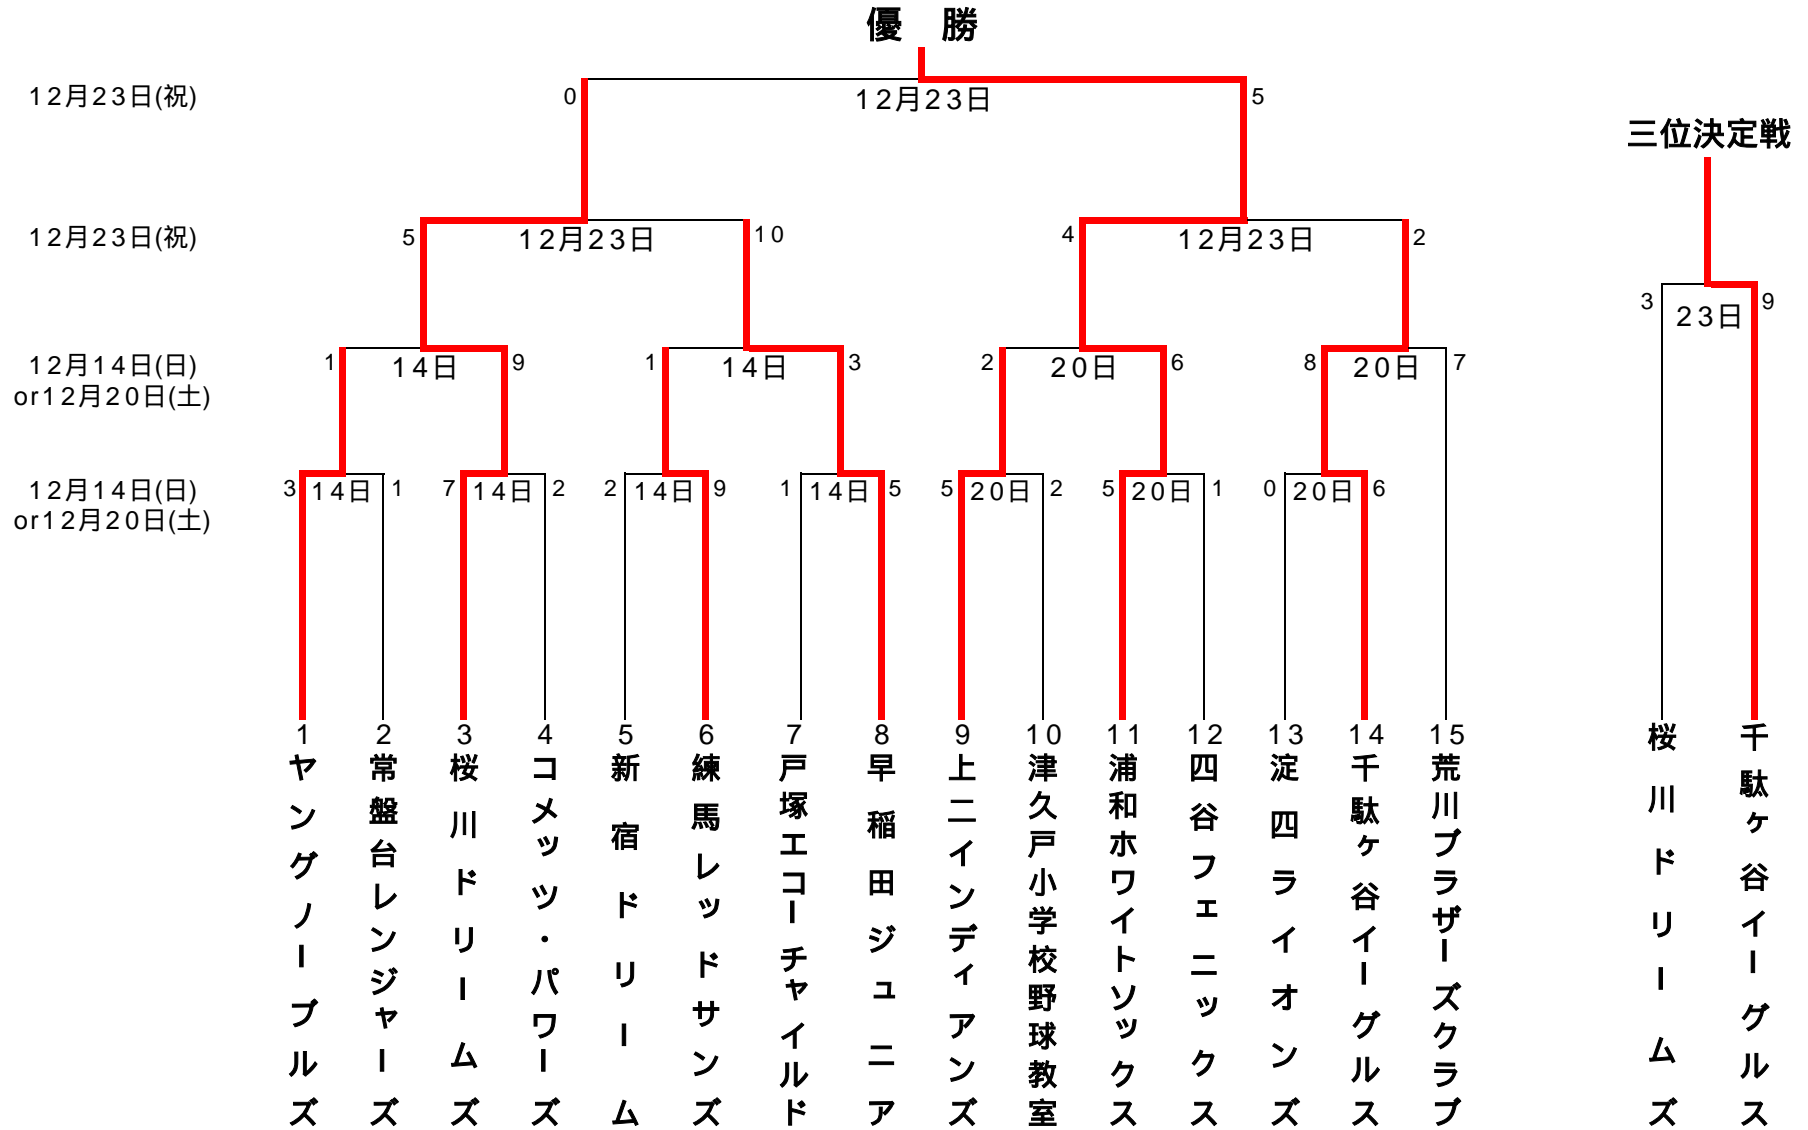 優　勝
12月23日(祝)
0
12月23日
5
三位決定戦
12月23日(祝)
5
12月23日
10
4
12月23日
2
3
23日
9
12月14日(日)
or12月20日(土)
1
14日
9
1
14日
3
2
20日
6
8
20日
7
12月14日(日)
or12月20日(土)
3
14日
1
7
14日
2
2
14日
9
1
14日
5
5
20日
2
5
20日
1
0
20日
6
1
ヤングノーブルズ
2
常盤台レンジャーズ
3
桜川ドリームズ
4
コメッツ・パワーズ
5
新宿ドリーム
6
練馬レッドサンズ
7
戸塚エコーチャイルド
8
早稲田ジュニア
9
上二インディアンズ
10
津久戸小学校野球教室
11
浦和ホワイトソックス
12
四谷フェニックス
13
淀四ライオンズ
14
千駄ヶ谷イーグルス
15
荒川ブラザーズクラブ
桜川ドリームズ
千駄ヶ谷イーグルス